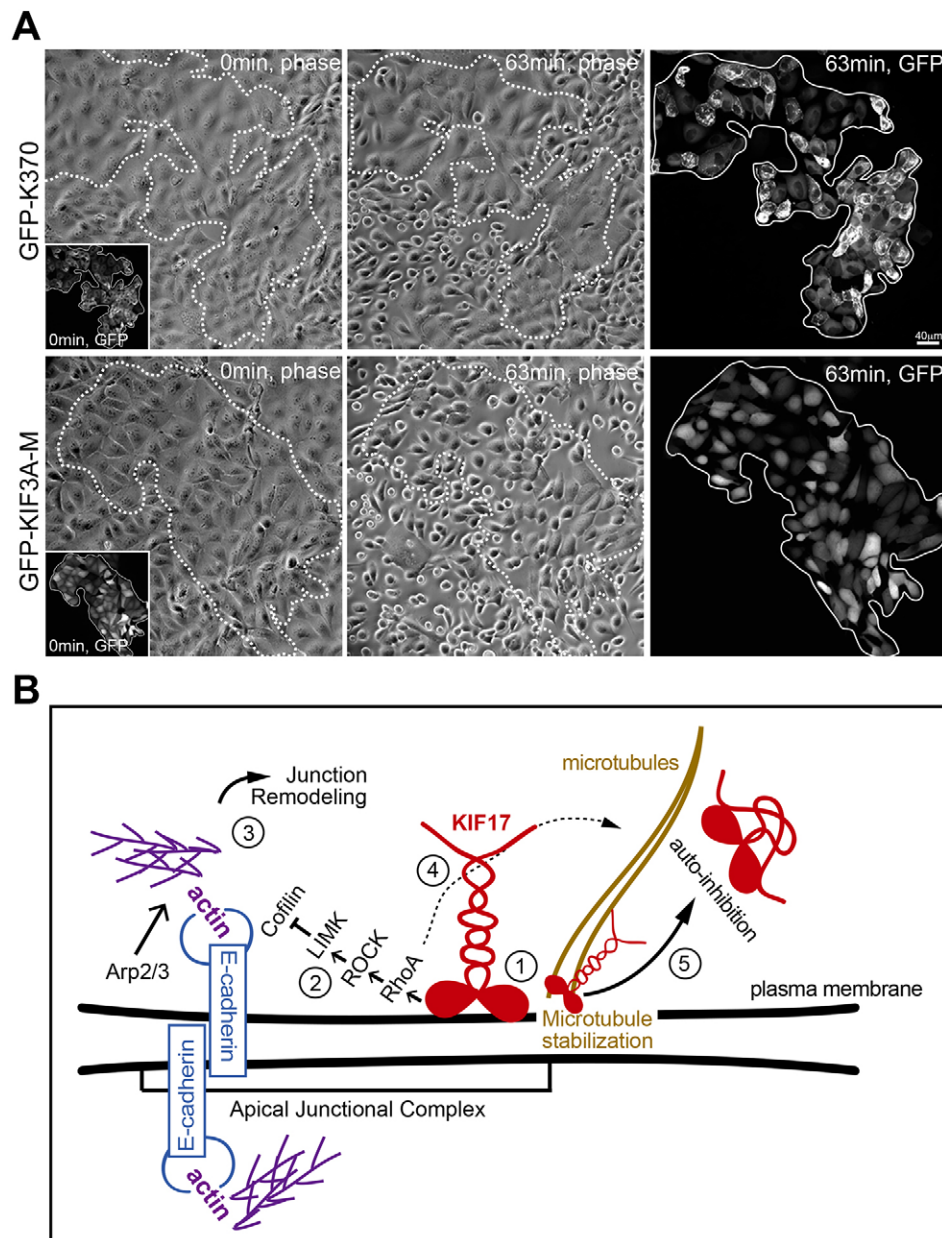 A
GFP-K370
0min, phase
63min, phase
63min, GFP
0min, GFP
40μm
GFP-KIF3A-M
0min, phase
63min, phase
63min, GFP
0min, GFP
B
Junction
Remodeling
3
microtubules
KIF17
4
auto-inhibition
actin
Cofilin
LIMK
ROCK
RhoA
2
1
5
Arp2/3
E-cadherin
plasma membrane
Microtubule
stabilization
E-cadherin
Apical Junctional Complex
actin